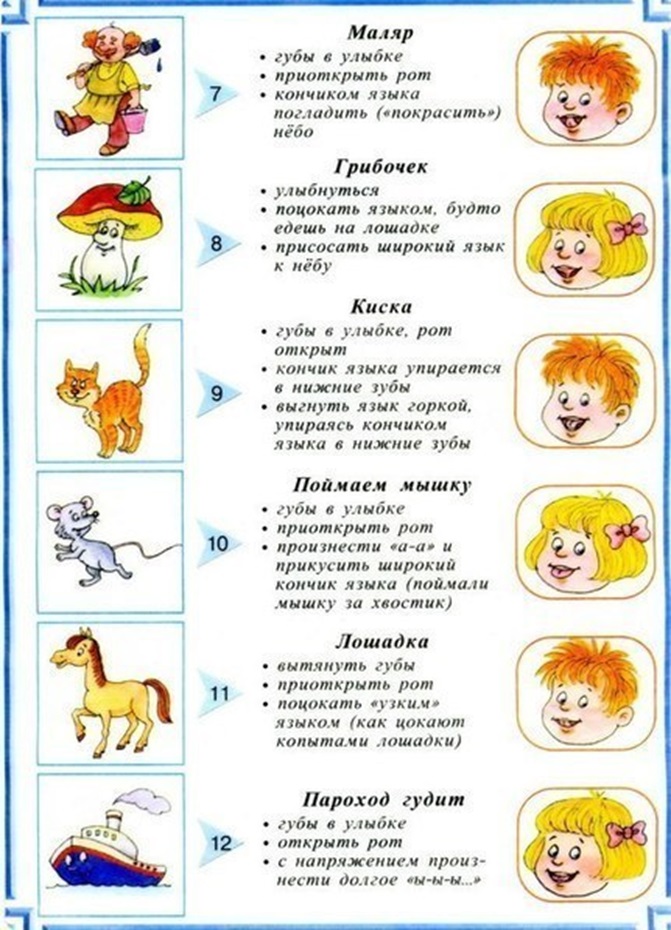 Маляр
7
• губы в улыбке
• приоткрыть рот
• кончиком языка
погладить («покрасить»)
нёбо
Грибочек
8
• улыбнуться
• поцокать языком, будто
едешь на лошадке
• присосать широкий язык
к нёбу
Киска
9
• губы в улыбке, рот
открыт
• кончик языка упирается
в нижние зубы
• выгнуть язык горкой,
упираясь кончиком
языка в нижние зубы
Поймаем мышку
10
• губы в улыбке
• приоткрыть рот
• произнести «а-а» и
прикусить широкий
кончик языка (поймали
мышку за хвостик)
Лошадка
11
• вытянуть губы
• приоткрыть рот
• поцокать «узким»
языком (как цокают
копытами лошадки)
Пароход гудит
12
• губы в улыбке
• открыть рот
• с напряжением произ-
нести долгое «ы-ы-ы...»